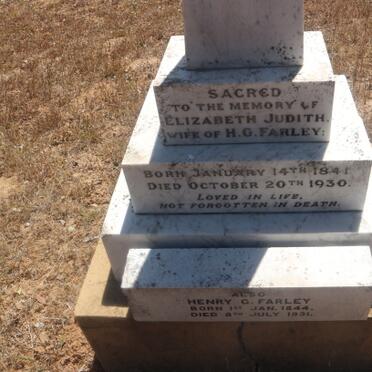 SACRED
TO THE MEMORY OF
ELIZABETH JUDITH.
WIFE OF H.G. FARLEY:
BORN JANUARY 14TH 1841
DIED OCTOBER 20TH 1930.
LOVED IN LIFE,
NOT FORGOTTEN IN DEATH.
ALSO
HENRY G. FARLEY
BORN 1ST JAN. 1844.
DIED 8TH JULY 1931.